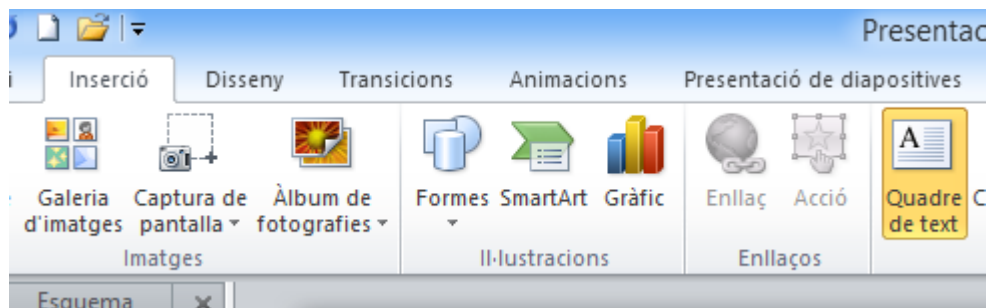 Presentac
Inserció Disseny Transicions Animacions Presentació de diapositives
Galeria d'imatges
Captura de pantalla
Àlbum de fotografies
Formes
SmartArt
Gràfic
Enllaç
Acció
A
Quadre de text
C
Imatges
Il·lustracions
Enllaços
Esquema